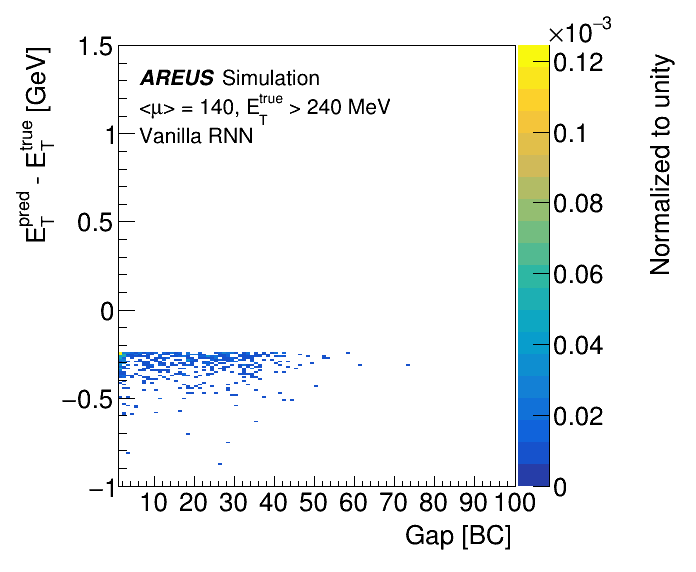 ×10⁻³
AREUS Simulation
<μ> = 140, E_T^true > 240 MeV
Vanilla RNN
E_T^pred - E_T^true [GeV]
1.5
1
0.5
0
−0.5
−1
10 20 30 40 50 60 70 80 90 100
Gap [BC]
0.12
0.1
0.08
0.06
0.04
0.02
0
Normalized to unity